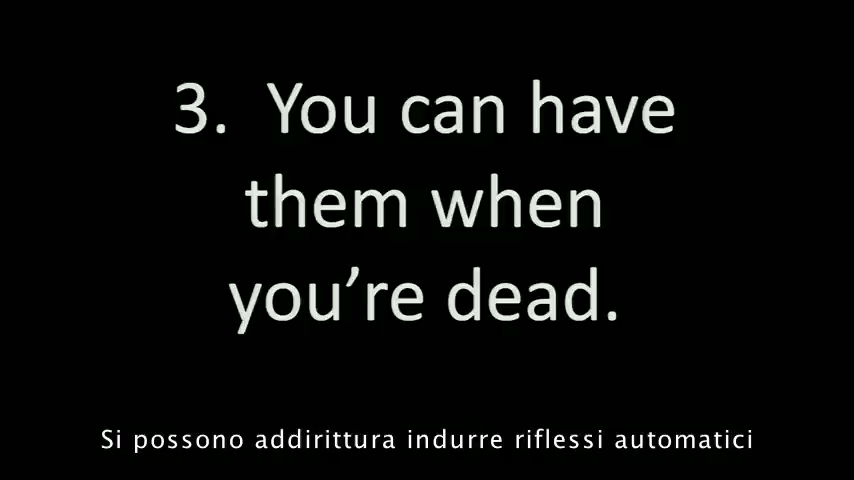 3. You can have
them when
you’re dead.
Si possono addirittura indurre riflessi automatici